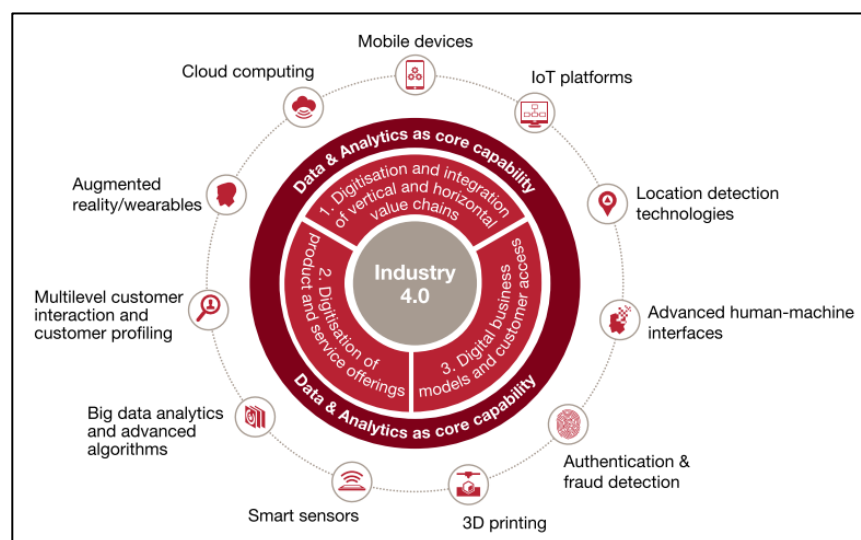 Mobile devices
Cloud computing
IoT platforms
Augmented
reality/wearables
Location detection
technologies
Multilevel customer
interaction and
customer profiling
Advanced human-machine
interfaces
Big data analytics
and advanced
algorithms
Authentication &
fraud detection
Smart sensors
3D printing
Data & Analytics as core capability
1. Digitisation and integration
of vertical and horizontal
value chains
2. Digitisation of
product and service offerings
3. Digital business
models and customer access
Industry
4.0
Data & Analytics as core capability